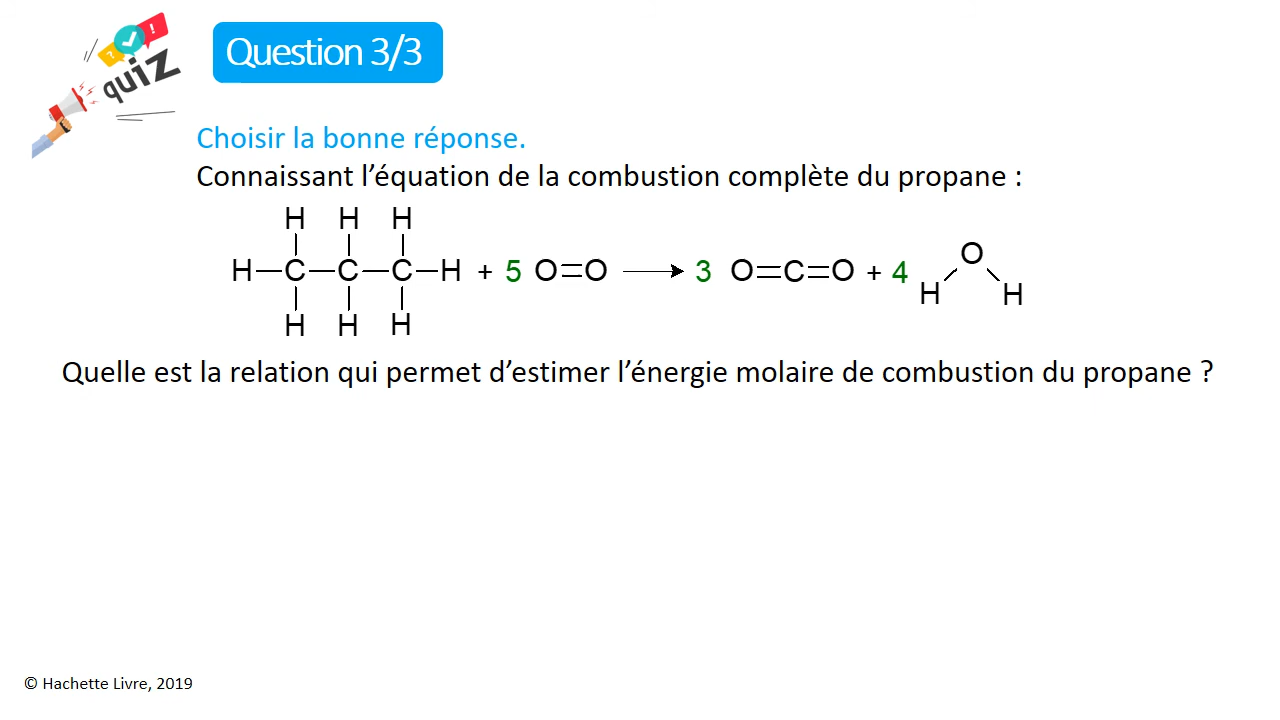 ? ! 
quiz
Question 3/3
Choisir la bonne réponse.
Connaissant l’équation de la combustion complète du propane :
H H H
H—C—C—C—H + 5 O=O ⟶ 3 O=C=O + 4 H O H
H H H
Quelle est la relation qui permet d’estimer l’énergie molaire de combustion du propane ?
© Hachette Livre, 2019